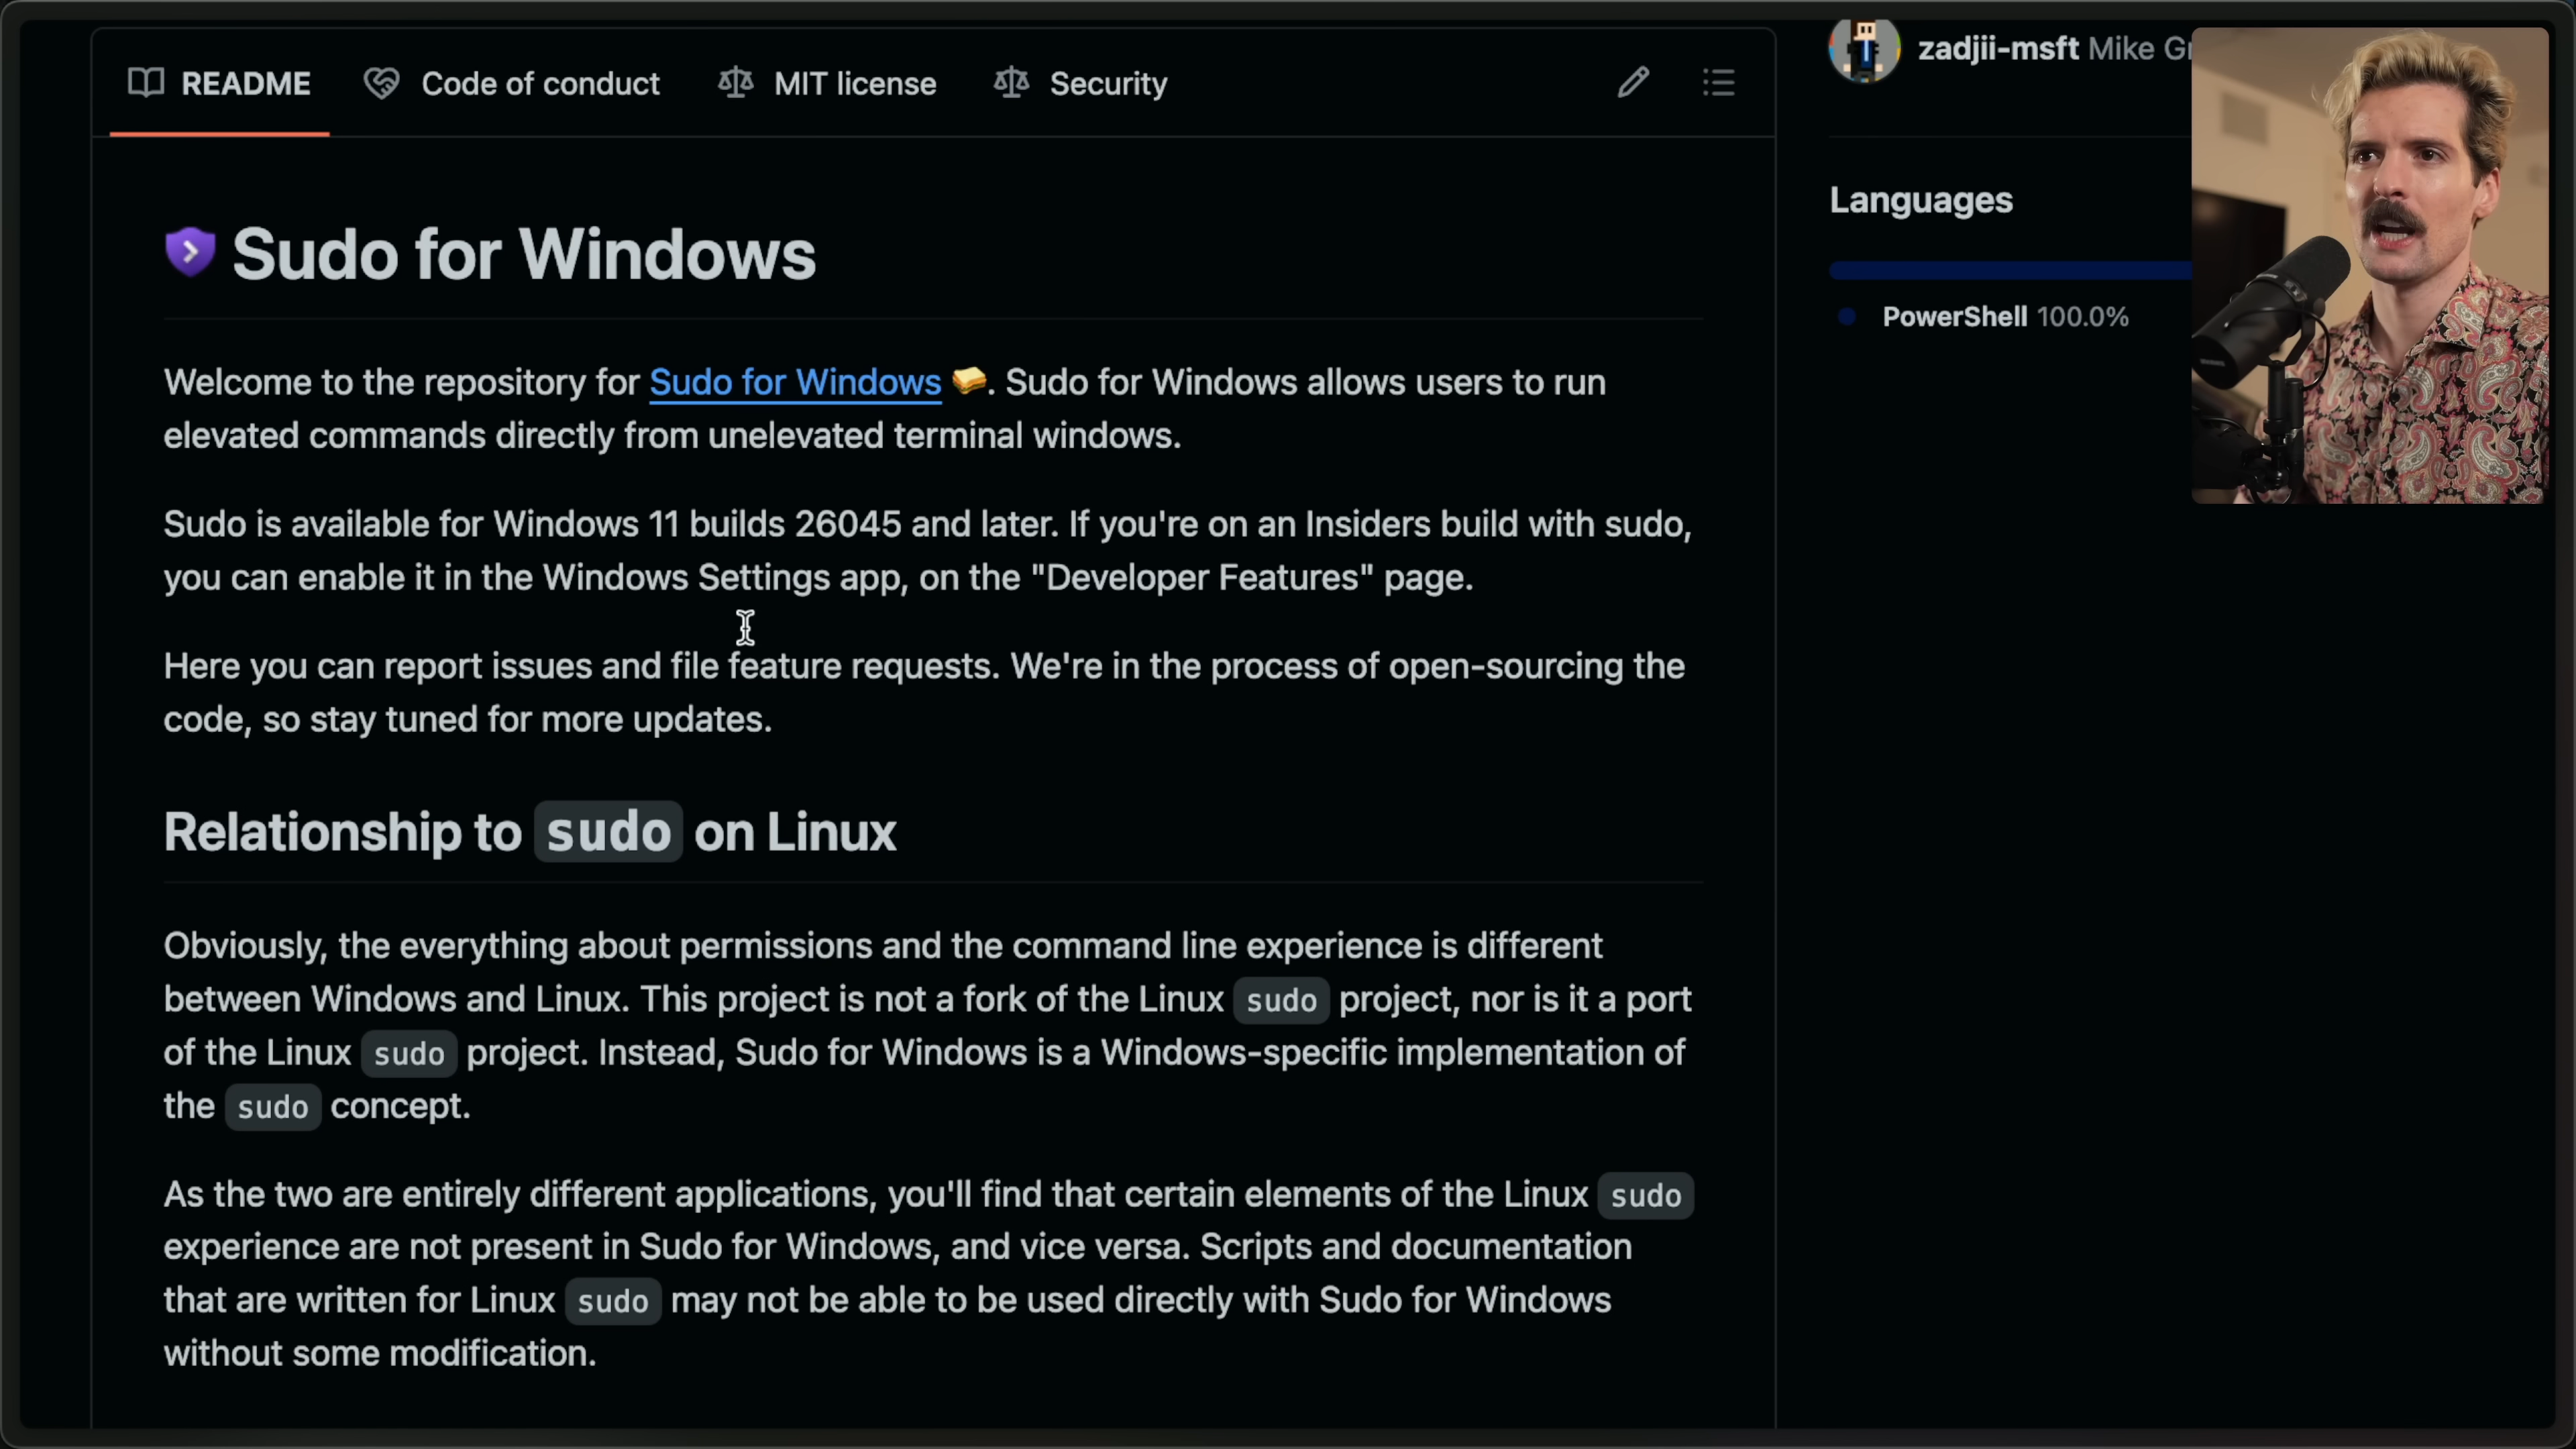 README
Code of conduct
MIT license
Security
zadjii-msft Mike
Languages
PowerShell 100.0%
Sudo for Windows
Welcome to the repository for Sudo for Windows 🥪. Sudo for Windows allows users to run
elevated commands directly from unelevated terminal windows.
Sudo is available for Windows 11 builds 26045 and later. If you're on an Insiders build with sudo,
you can enable it in the Windows Settings app, on the "Developer Features" page.
Here you can report issues and file feature requests. We're in the process of open-sourcing the
code, so stay tuned for more updates.
Relationship to sudo on Linux
Obviously, the everything about permissions and the command line experience is different
between Windows and Linux. This project is not a fork of the Linux sudo project, nor is it a port
of the Linux sudo project. Instead, Sudo for Windows is a Windows-specific implementation of
the sudo concept.
As the two are entirely different applications, you'll find that certain elements of the Linux sudo
experience are not present in Sudo for Windows, and vice versa. Scripts and documentation
that are written for Linux sudo may not be able to be used directly with Sudo for Windows
without some modification.